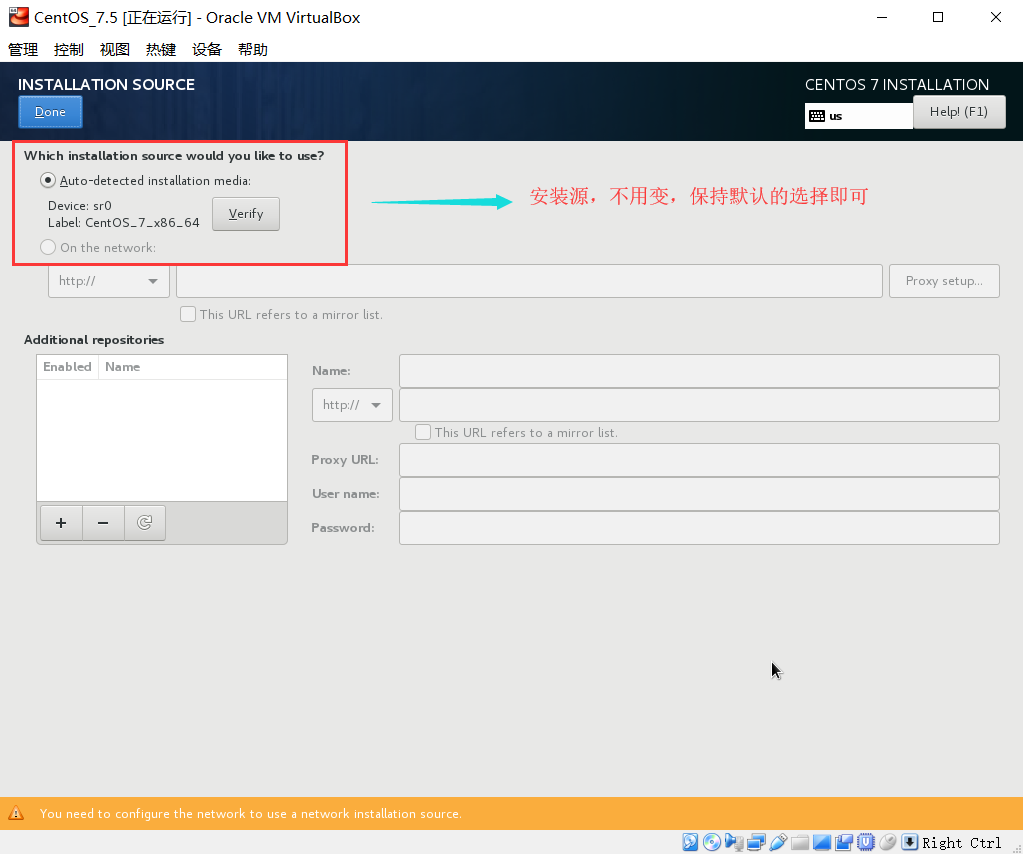 CentOS_7.5 [正在运行] - Oracle VM VirtualBox
管理 控制 视图 热键 设备 帮助
INSTALLATION SOURCE
CENTOS 7 INSTALLATION
Done
us
Help! (F1)
Which installation source would you like to use?
Auto-detected installation media:
Device: sr0
Label: CentOS_7_x86_64
Verify
安装源，不用变，保持默认的选择即可
On the network:
http://
Proxy setup...
This URL refers to a mirror list.
Additional repositories
Enabled Name
Name:
http://
This URL refers to a mirror list.
Proxy URL:
User name:
Password:
You need to configure the network to use a network installation source.
Right Ctrl